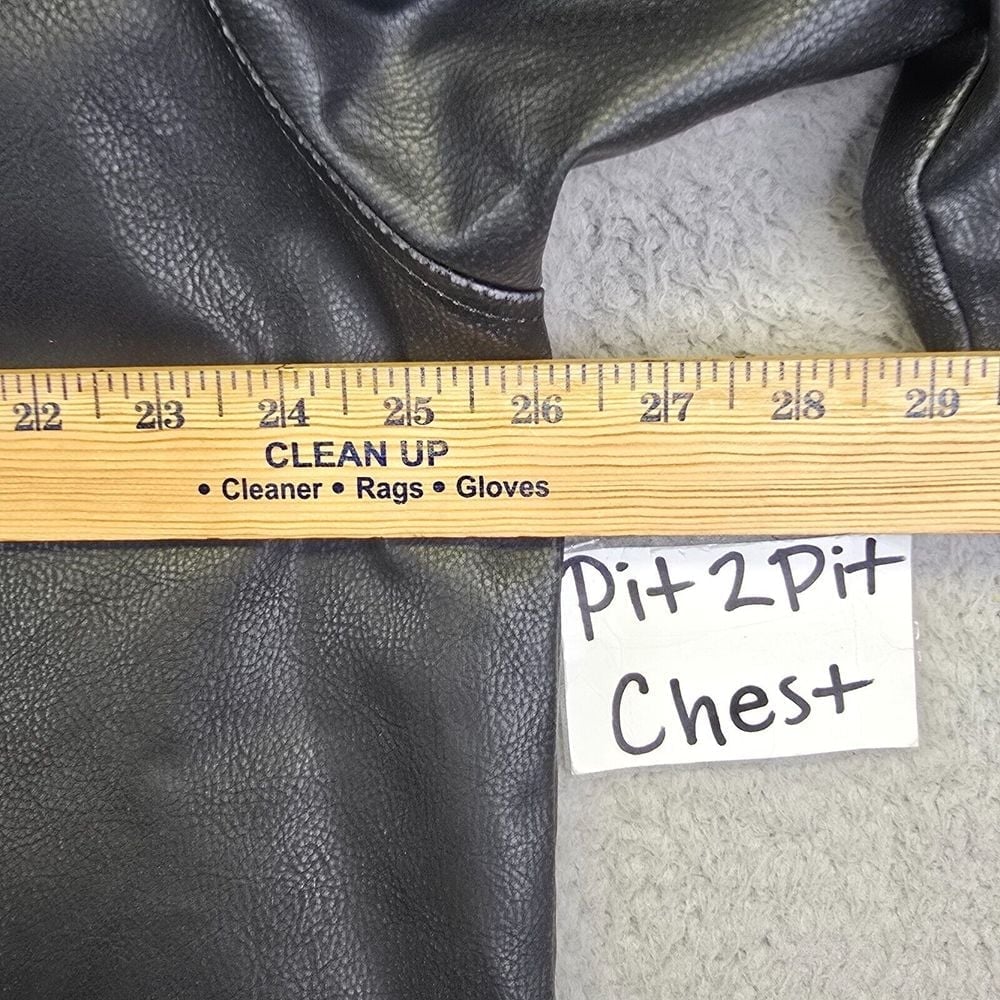 22 23 24 25 26 27 28 29
CLEAN UP
• Cleaner • Rags • Gloves
Pit 2 Pit
Chest